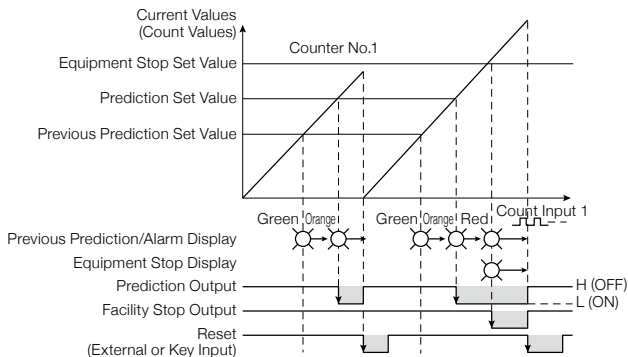 Current Values
(Count Values)
Counter No.1
Equipment Stop Set Value
Prediction Set Value
Previous Prediction Set Value
Count Input 1
Green Orange Green Orange Red
Previous Prediction/Alarm Display
Equipment Stop Display
Prediction Output
H (OFF)
L (ON)
Facility Stop Output
Reset
(External or Key Input)